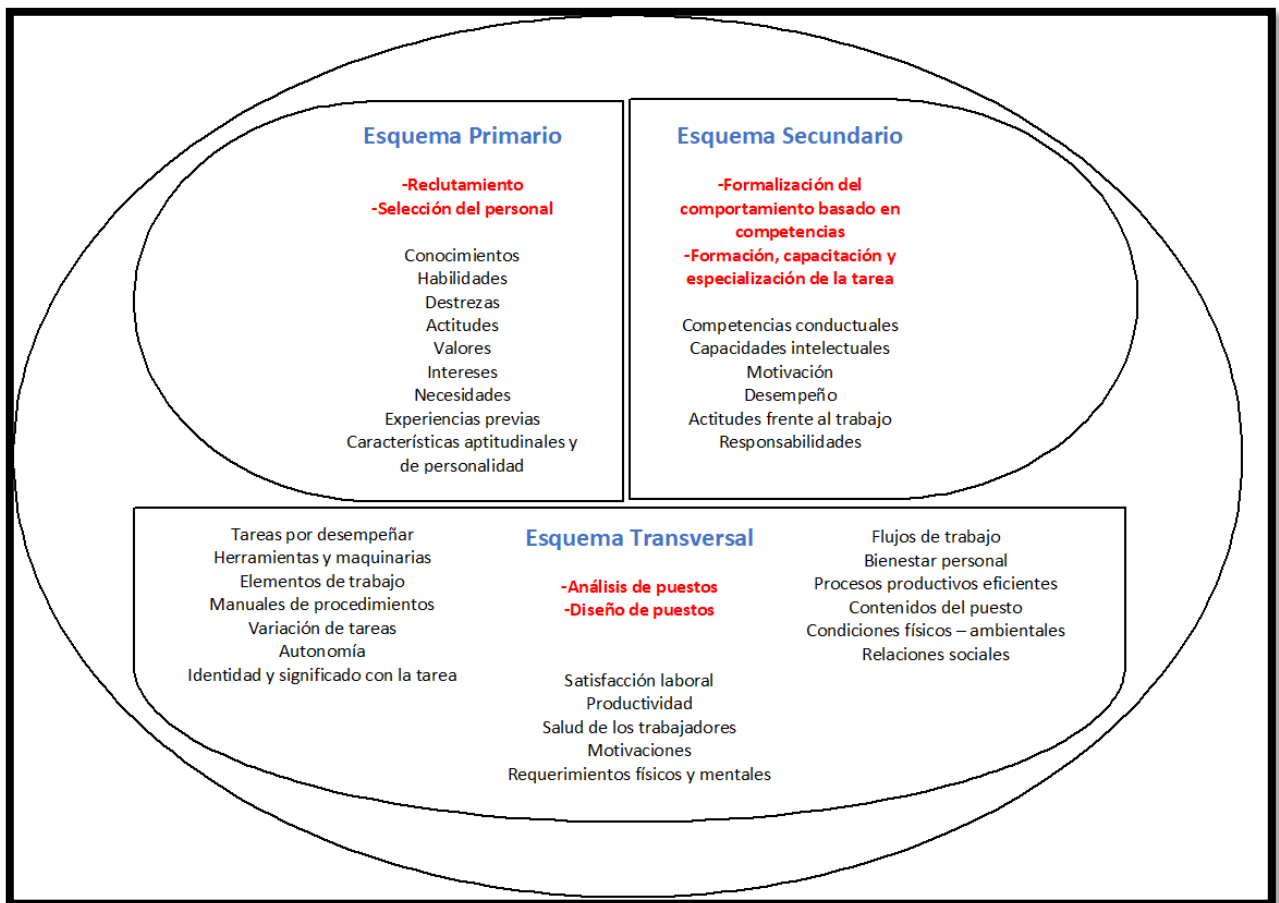 Esquema Primario
-Reclutamiento
-Selección del personal
Conocimientos
Habilidades
Destrezas
Actitudes
Valores
Intereses
Necesidades
Experiencias previas
Características aptitudinales y
de personalidad
Esquema Secundario
-Formalización del
comportamiento basado en
competencias
-Formación, capacitación y
especialización de la tarea
Competencias conductuales
Capacidades intelectuales
Motivación
Desempeño
Actitudes frente al trabajo
Responsabilidades
Tareas por desempeñar
Herramientas y maquinarias
Elementos de trabajo
Manuales de procedimientos
Variación de tareas
Autonomía
Identidad y significado con la tarea
Esquema Transversal
-Análisis de puestos
-Diseño de puestos
Satisfacción laboral
Productividad
Salud de los trabajadores
Motivaciones
Requerimientos físicos y mentales
Flujos de trabajo
Bienestar personal
Procesos productivos eficientes
Contenidos del puesto
Condiciones físicos – ambientales
Relaciones sociales